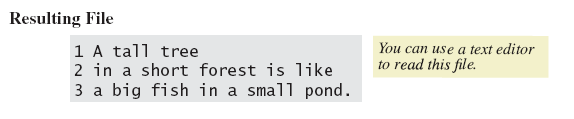 Resulting File
1 A tall tree
2 in a short forest is like
3 a big fish in a small pond.
You can use a text editor
to read this file.